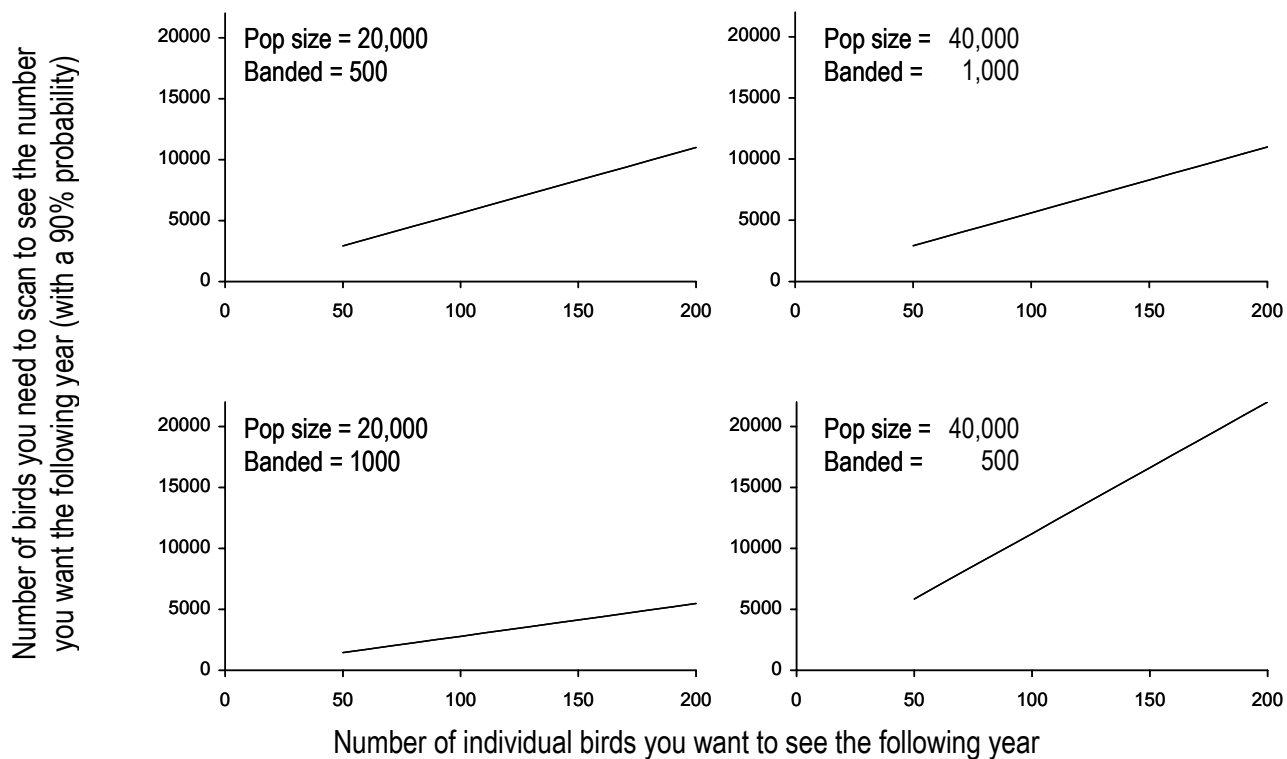 Number of birds you need to scan to see the number
you want the following year (with a 90% probability)
20000
15000
10000
5000
0
Pop size = 20,000
Banded = 500
0 50 100 150 200
20000
15000
10000
5000
0
Pop size = 40,000
Banded = 1,000
0 50 100 150 200
20000
15000
10000
5000
0
Pop size = 20,000
Banded = 1000
0 50 100 150 200
20000
15000
10000
5000
0
Pop size = 40,000
Banded = 500
0 50 100 150 200
Number of individual birds you want to see the following year